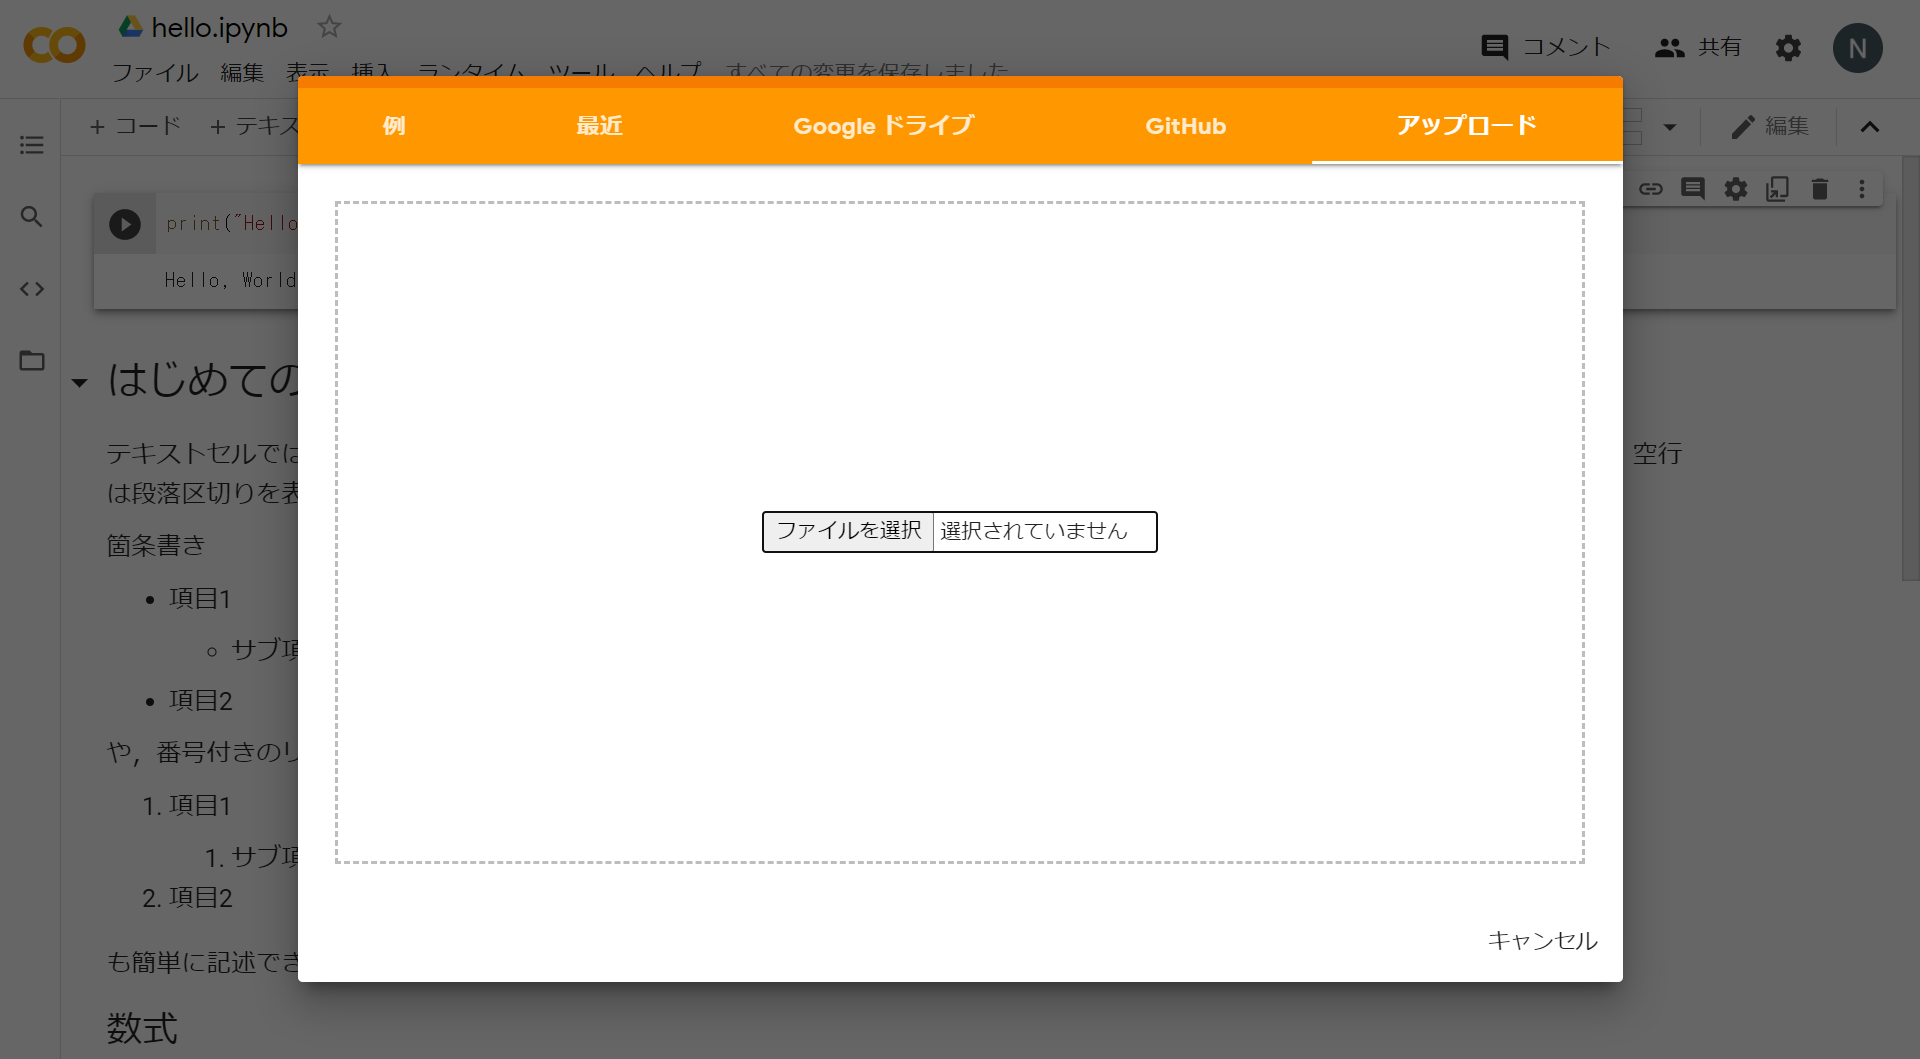 hello.ipynb
ファイル 編集 表示 挿入 ランタイム ツール ヘルプ すべての変更を保存しました
コメント 共有 N
+ コード + テキス
編集
例 最近 Google ドライブ GitHub アップロード
print("Hello
Hello, World
はじめての
テキストセルでは
空行
は段落区切りを表
箇条書き
項目1
サブ項
項目2
や，番号付きのリ
1. 項目1
1. サブ項
2. 項目2
も簡単に記述でき
数式
ファイルを選択 選択されていません
キャンセル